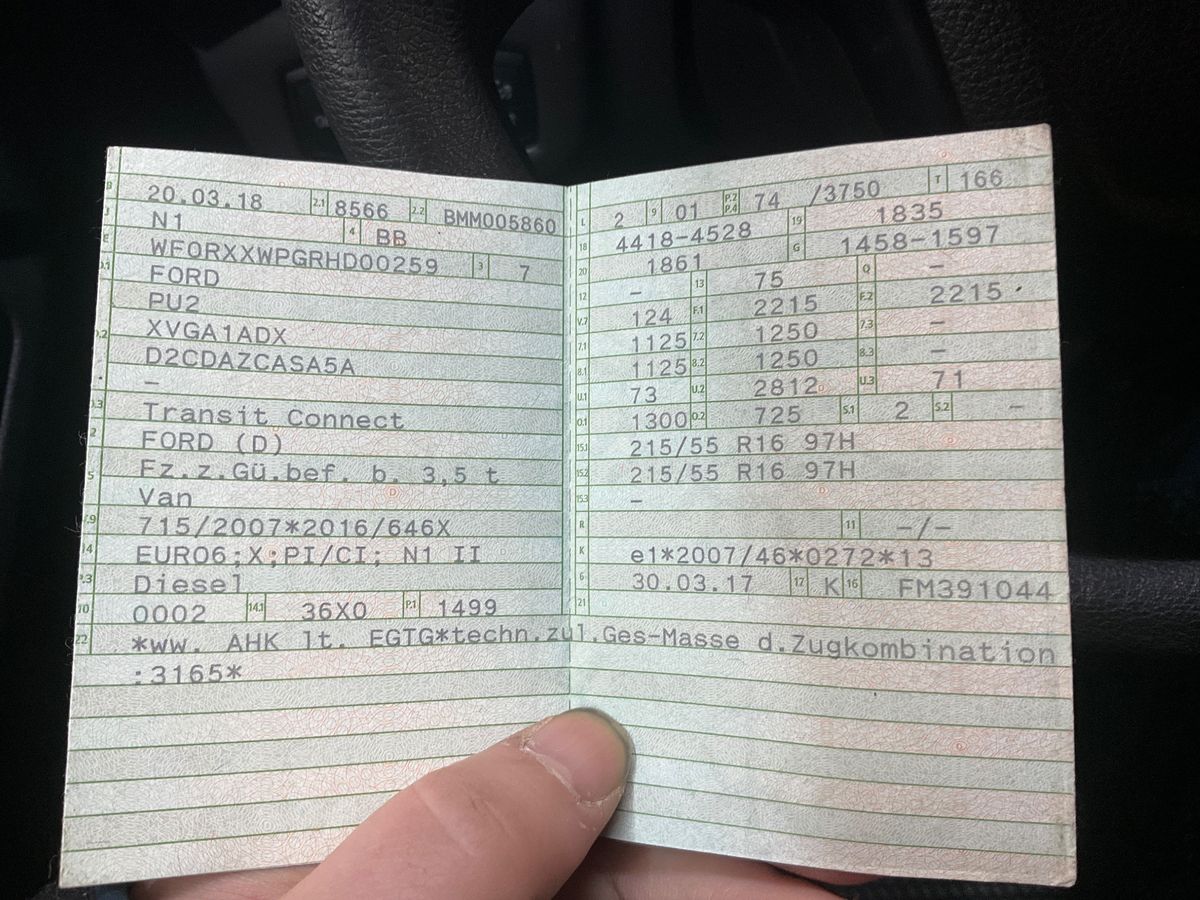 B 20.03.18 2.1 8566 2.2 BMM005860
J N1 4 BB
E WF0RXXWPGRHD00259 3 7
D.1 FORD
PU2
D.2 XVGA1ADX
D2CDAZCASA5A
–
D.3 Transit Connect
2 FORD (D)
5 Fz.z.Gü.bef. b. 3,5 t
Van
V.9 715/2007*2016/646X
14 EURO6;X;PI/CI; N1 II
P.3 Diesel
10 0002 14.1 36X0 P.1 1499
L 2 9 01 P.2 P.4 74 /3750 T 166
18 4418-4528 19 1835
20 1861 G 1458-1597
12 – 13 75 Q –
V.7 124 F.1 2215 F.2 2215
7.1 1125 7.2 1250 7.3 –
8.1 1125 8.2 1250 8.3 –
U.1 73 U.2 2812 U.3 71
O.1 1300 O.2 725 S.1 2 S.2 –
15.1 215/55 R16 97H
15.2 215/55 R16 97H
15.3 –
R 11 –/–
K e1*2007/46*0272*13
6 30.03.17 17 K 16 FM391044
21
22 *ww. AHK lt. EGTG*techn.zul.Ges-Masse d.Zugkombination
:3165*